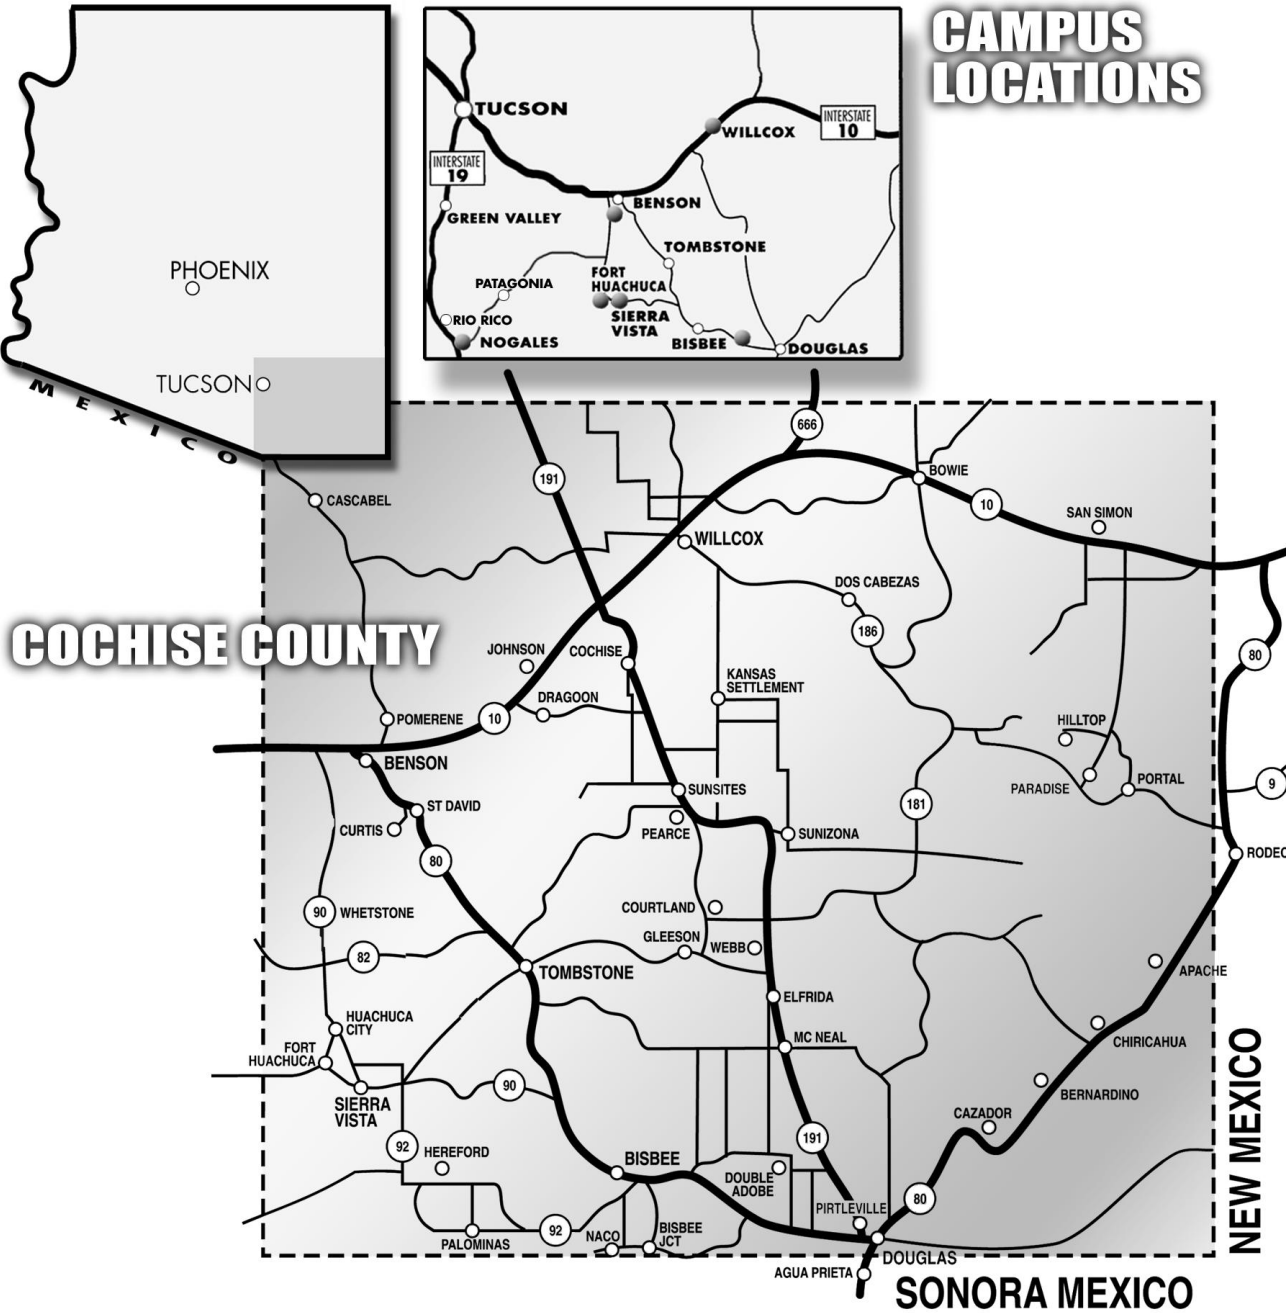 CAMPUS
LOCATIONS
TUCSON
WILLCOX
INTERSTATE
10
INTERSTATE
19
BENSON
GREEN VALLEY
TOMBSTONE
FORT
HUACHUCA
PATAGONIA
SIERRA
VISTA
RIO RICO
NOGALES
BISBEE
DOUGLAS
PHOENIX
TUCSON
MEXICO
666
191
BOWIE
CASCABEL
10
SAN SIMON
WILLCOX
DOS CABEZAS
186
COCHISE COUNTY
JOHNSON
COCHISE
80
KANSAS
SETTLEMENT
DRAGOON
POMERENE
10
HILLTOP
BENSON
PARADISE
PORTAL
9
SUNSITES
ST DAVID
181
CURTIS
PEARCE
SUNIZONA
RODEO
80
90
WHETSTONE
COURTLAND
GLEESON
WEBB
82
TOMBSTONE
APACHE
ELFRIDA
HUACHUCA
CITY
MC NEAL
CHIRICAHUA
FORT
HUACHUCA
90
BERNARDINO
SIERRA
VISTA
CAZADOR
191
92
HEREFORD
BISBEE
DOUBLE
ADOBE
80
PIRTLEVILLE
92
PALOMINAS
NACO
BISBEE
JCT
DOUGLAS
AGUA PRIETA
SONORA MEXICO
NEW MEXICO